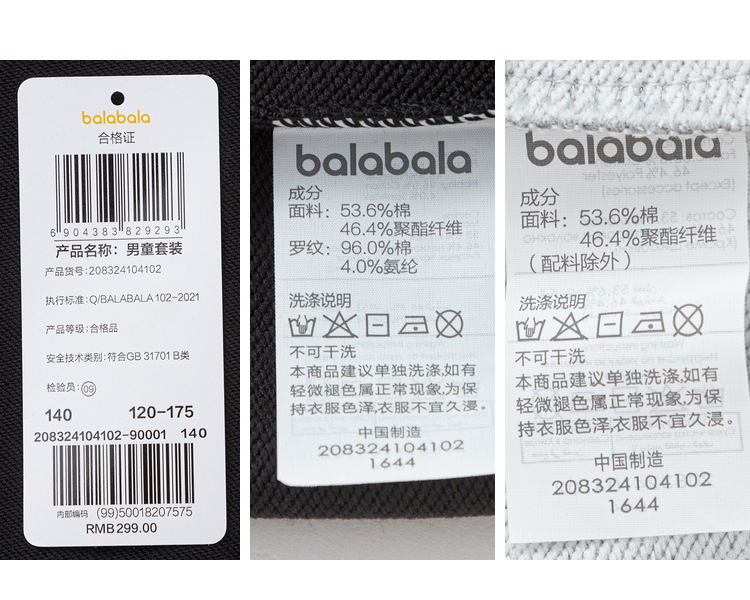 balabala
合格证
6 904383 829293
产品名称：男童套装
产品货号：208324104102
执行标准：Q/BALABALA 102-2021
产品等级：合格品
安全技术类别：符合GB 31701 B类
检验员：09
140 120-175
208324104102-90001 140
内部编码 (99)50018207575
RMB299.00
balabala
成分
面料：53.6%棉
46.4%聚酯纤维
罗纹：96.0%棉
4.0%氨纶
洗涤说明
不可干洗
本商品建议单独洗涤,如有
轻微褪色属正常现象,为保
持衣服色泽,衣服不宜久浸。
中国制造
208324104102
1644
balabala
成分
面料：53.6%棉
46.4%聚酯纤维
（配料除外）
洗涤说明
不可干洗
本商品建议单独洗涤,如有
轻微褪色属正常现象,为保
持衣服色泽,衣服不宜久浸。
中国制造
208324104102
1644